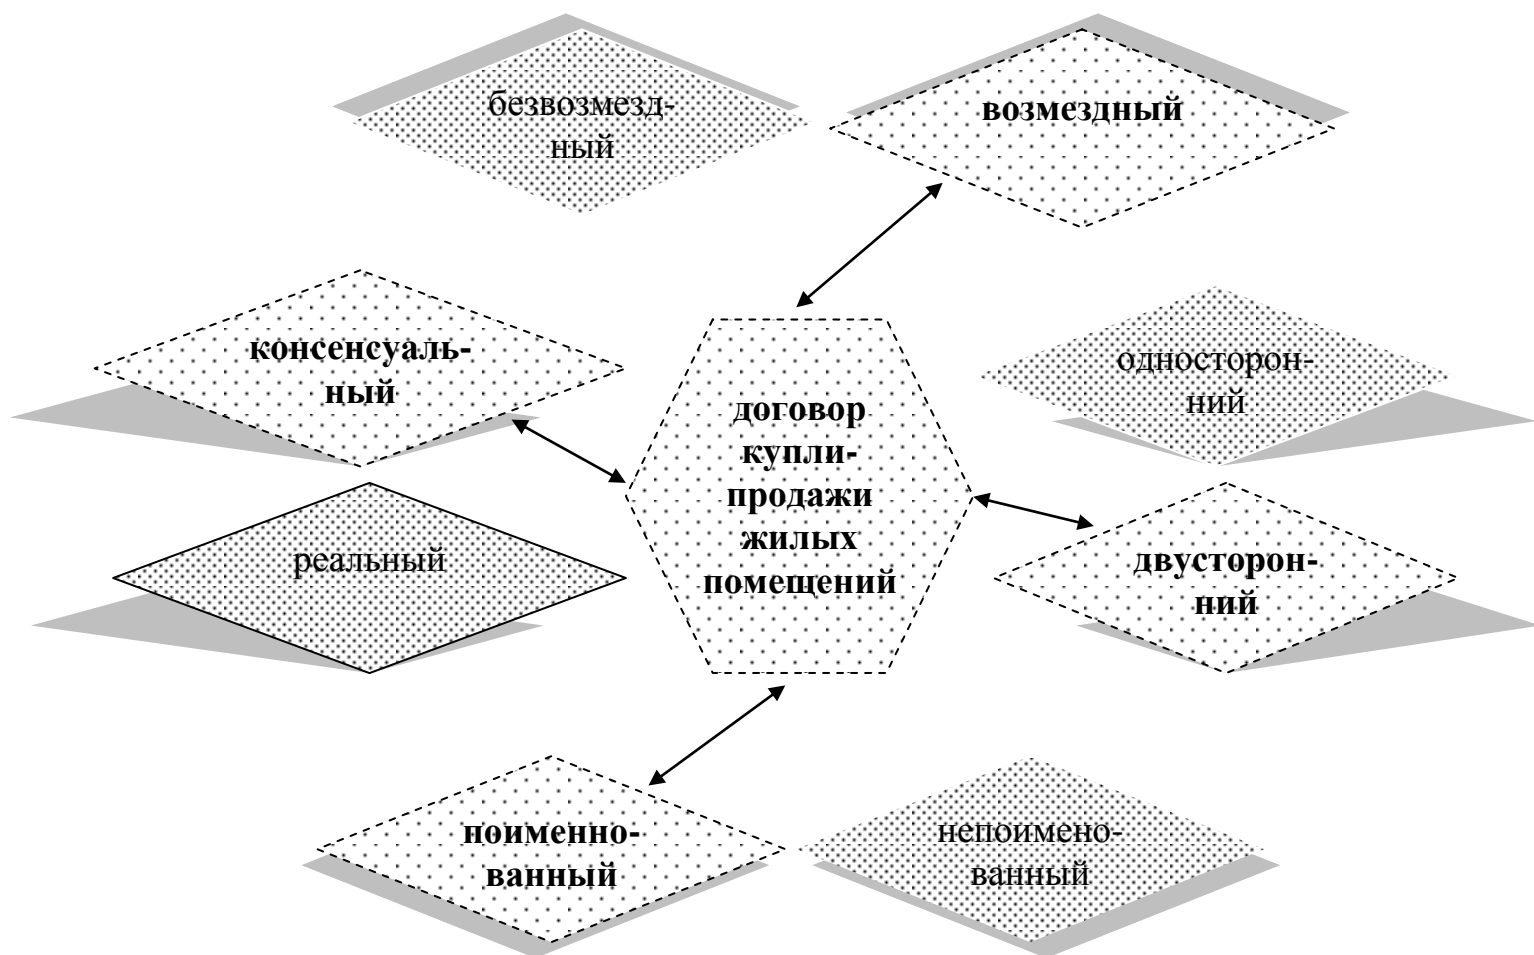 безвозмезд-
ный
возмездный
консенсуаль-
ный
односторон-
ний
договор
купли-
продажи
жилых
помещений
реальный
двусторон-
ний
поименно-
ванный
непоимено-
ванный